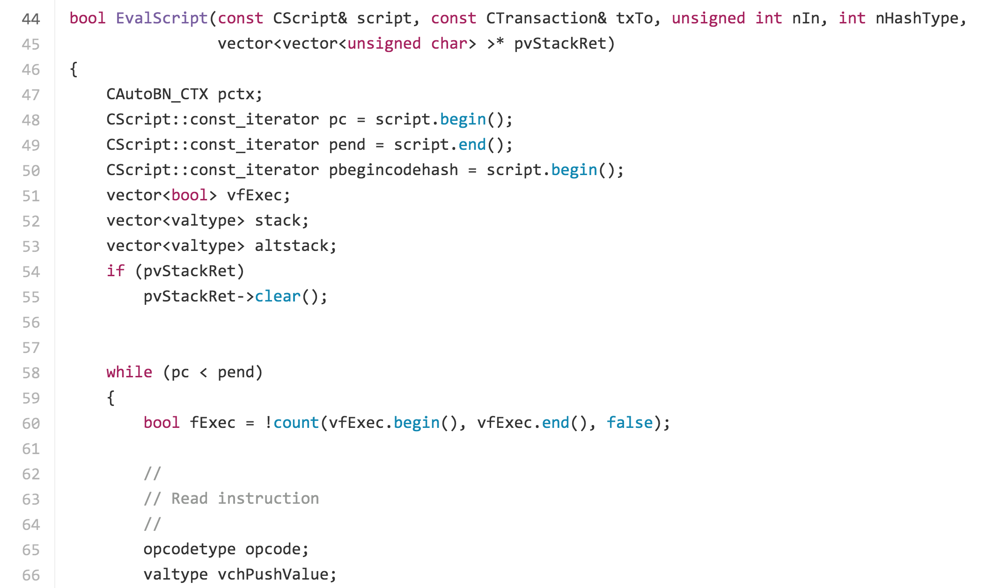 44 bool EvalScript(const CScript& script, const CTransaction& txTo, unsigned int nIn, int nHashType,
45                 vector<vector<unsigned char> >* pvStackRet)
46 {
47     CAutoBN_CTX pctx;
48     CScript::const_iterator pc = script.begin();
49     CScript::const_iterator pend = script.end();
50     CScript::const_iterator pbegincodehash = script.begin();
51     vector<bool> vfExec;
52     vector<valtype> stack;
53     vector<valtype> altstack;
54     if (pvStackRet)
55         pvStackRet->clear();
56
57
58     while (pc < pend)
59     {
60         bool fExec = !count(vfExec.begin(), vfExec.end(), false);
61
62         //
63         // Read instruction
64         //
65         opcodetype opcode;
66         valtype vchPushValue;